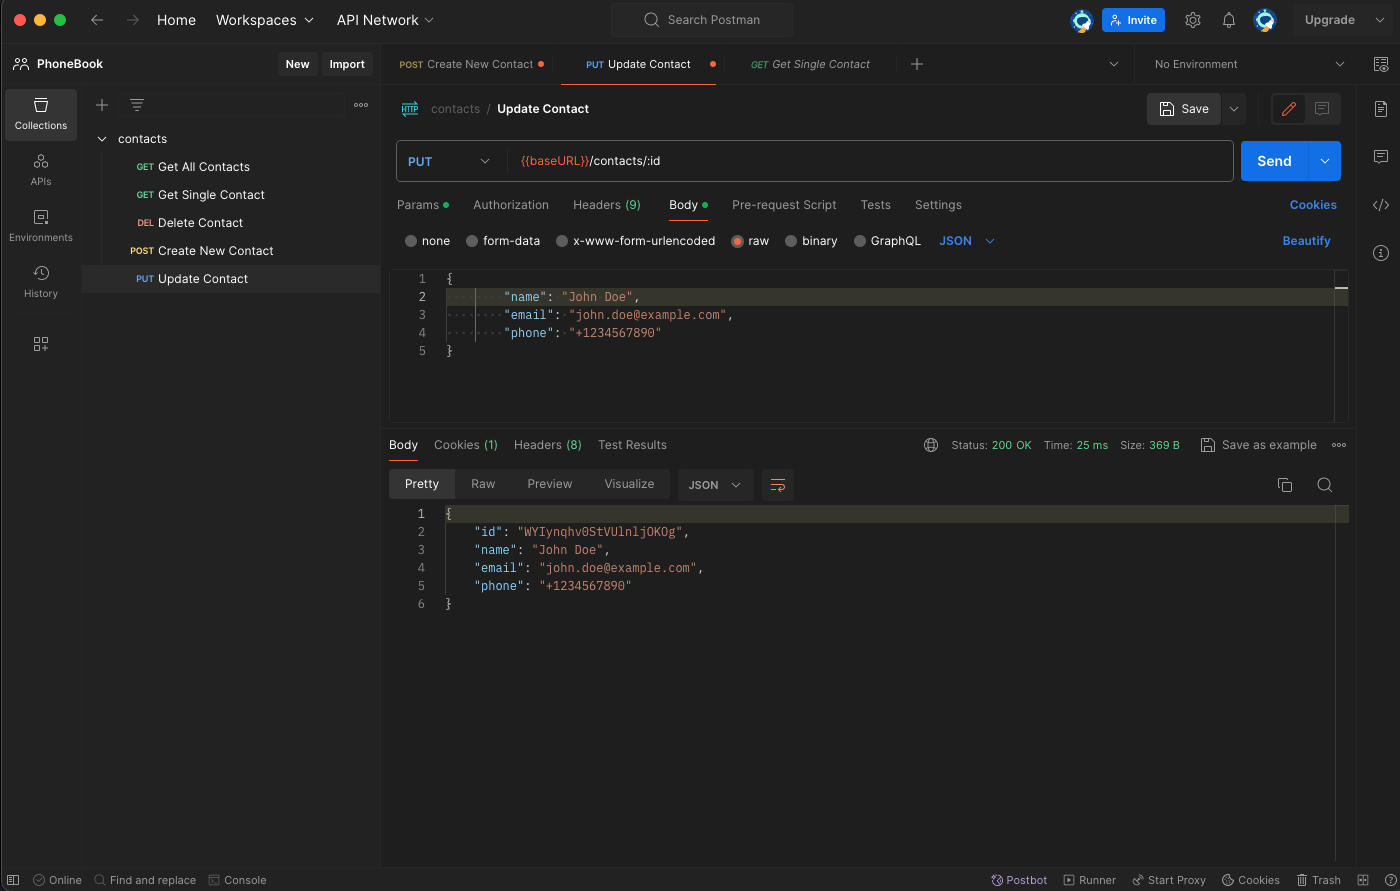 Home Workspaces API Network Search Postman Invite Upgrade
PhoneBook New Import POST Create New Contact PUT Update Contact GET Get Single Contact No Environment
Collections
APIs
Environments
History
contacts
GET Get All Contacts
GET Get Single Contact
DEL Delete Contact
POST Create New Contact
PUT Update Contact
HTTP contacts / Update Contact Save
PUT {{baseURL}}/contacts/:id Send
Params Authorization Headers (9) Body Pre-request Script Tests Settings Cookies
none form-data x-www-form-urlencoded raw binary GraphQL JSON Beautify
1 {
2 "name": "John Doe",
3 "email": "john.doe@example.com",
4 "phone": "+1234567890"
5 }
Body Cookies (1) Headers (8) Test Results Status: 200 OK Time: 25 ms Size: 369 B Save as example
Pretty Raw Preview Visualize JSON
1 {
2 "id": "WYIynqhv0StVUlnljOKOg",
3 "name": "John Doe",
4 "email": "john.doe@example.com",
5 "phone": "+1234567890"
6 }
Online Find and replace Console Postbot Runner Start Proxy Cookies Trash